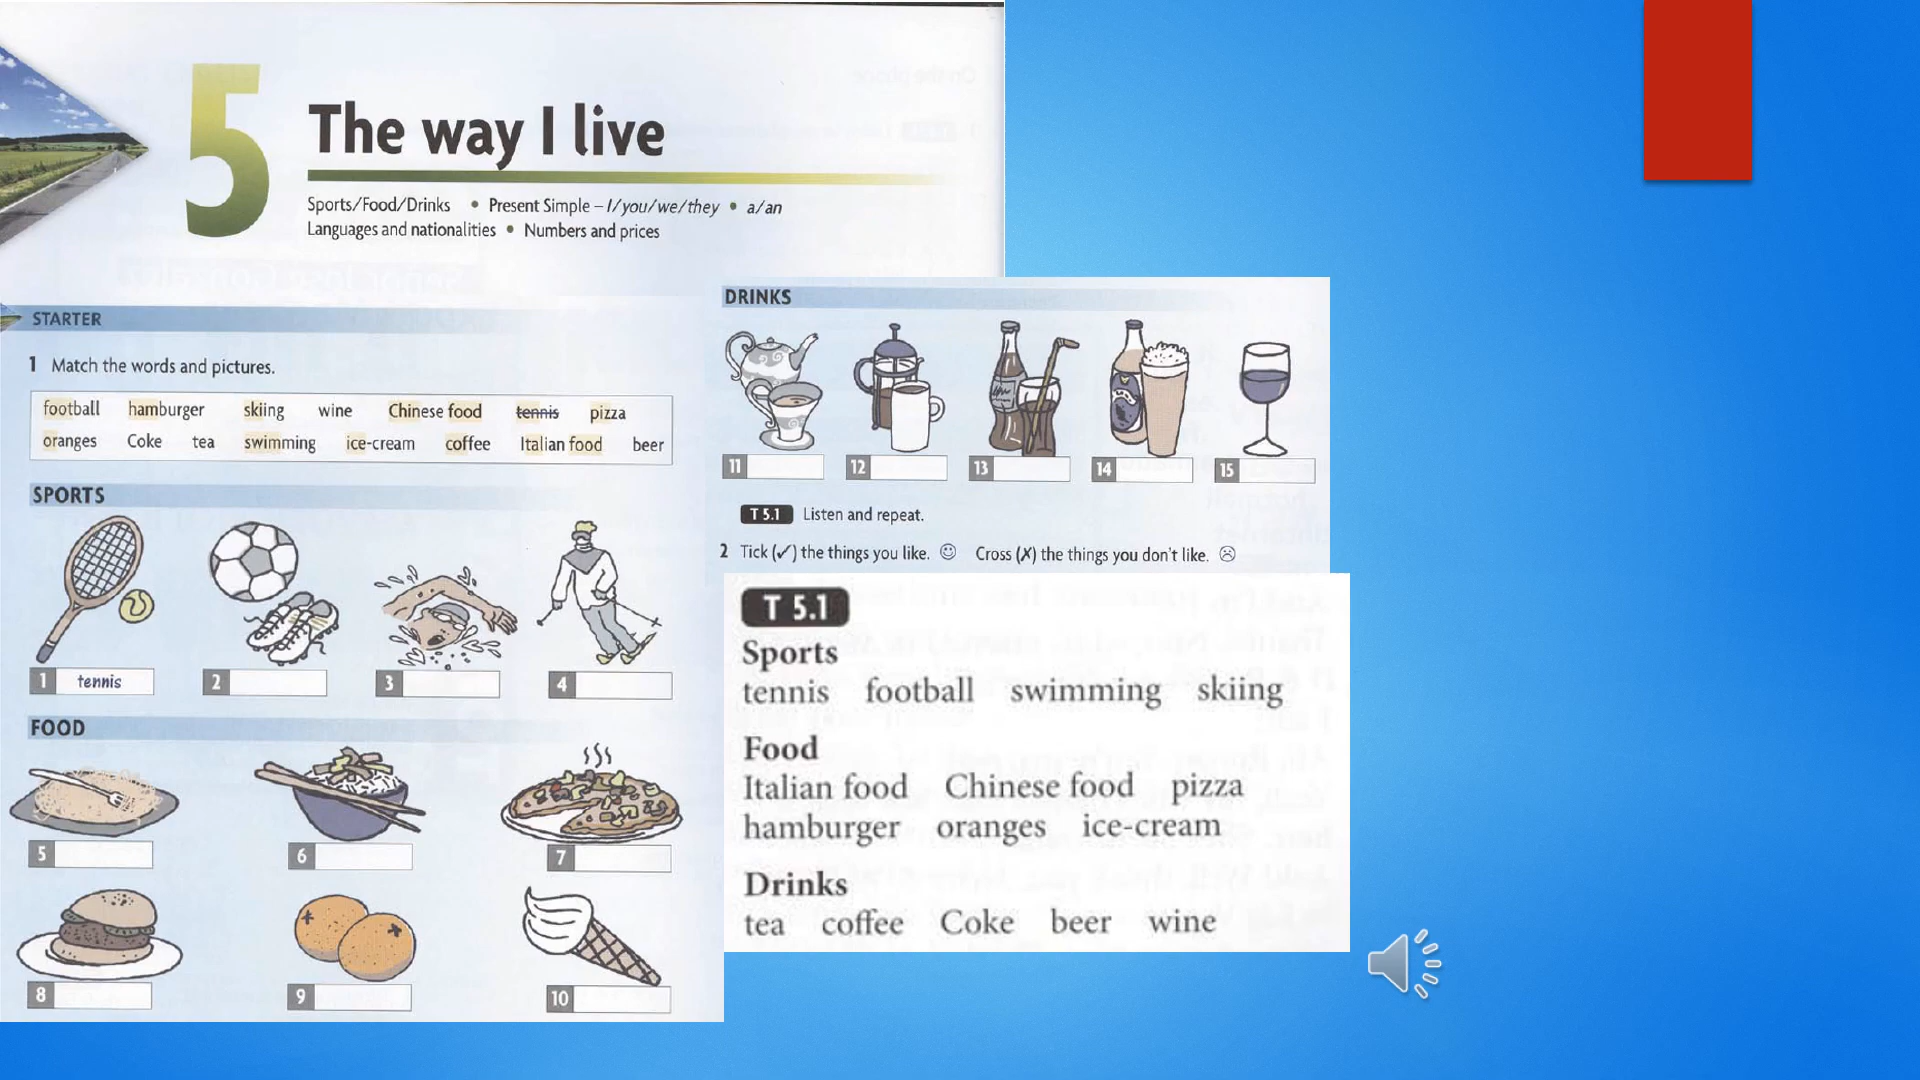 5
The way I live
Sports/Food/Drinks • Present Simple – I/you/we/they • a/an
Languages and nationalities • Numbers and prices
STARTER
1 Match the words and pictures.
football hamburger skiing wine Chinese food tennis pizza
oranges Coke tea swimming ice-cream coffee Italian food beer
SPORTS
1 tennis 2 3 4
FOOD
5 6 7
8 9 10
DRINKS
11 12 13 14 15
T 5.1 Listen and repeat.
2 Tick (✓) the things you like. ☺ Cross (✗) the things you don't like. ☹
T 5.1
Sports
tennis football swimming skiing
Food
Italian food Chinese food pizza
hamburger oranges ice-cream
Drinks
tea coffee Coke beer wine